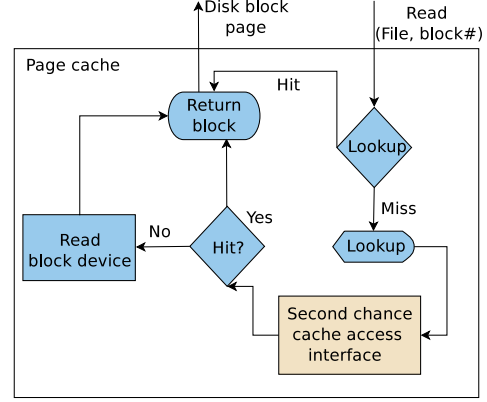 Disk block
page
Read
(File, block#)
Page cache
Hit
Return
block
Lookup
Miss
Yes
No
Read
block device
Hit?
Lookup
Second chance
cache access
interface